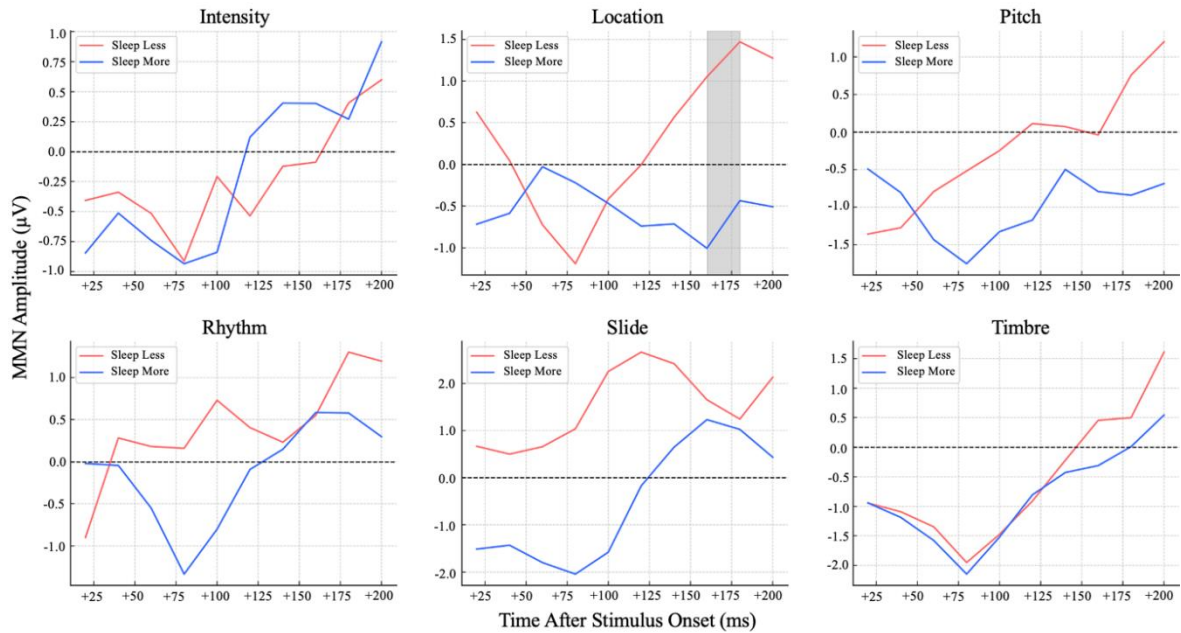 Intensity
Location
Pitch
MMN Amplitude (µV)
1.0
0.75
0.5
0.25
0.0
-0.25
-0.5
-0.75
-1.0
Sleep Less
Sleep More
+25 +50 +75 +100 +125 +150 +175 +200
1.5
1.0
0.5
0.0
-0.5
-1.0
Sleep Less
Sleep More
+25 +50 +75 +100 +125 +150 +175 +200
1.0
0.5
0.0
-0.5
-1.0
-1.5
Sleep Less
Sleep More
+25 +50 +75 +100 +125 +150 +175 +200
Rhythm
Slide
Timbre
1.0
0.5
0.0
-0.5
-1.0
Sleep Less
Sleep More
+25 +50 +75 +100 +125 +150 +175 +200
2.0
1.0
0.0
-1.0
-2.0
Sleep Less
Sleep More
+25 +50 +75 +100 +125 +150 +175 +200
1.5
1.0
0.5
0.0
-0.5
-1.0
-1.5
-2.0
Sleep Less
Sleep More
+25 +50 +75 +100 +125 +150 +175 +200
Time After Stimulus Onset (ms)